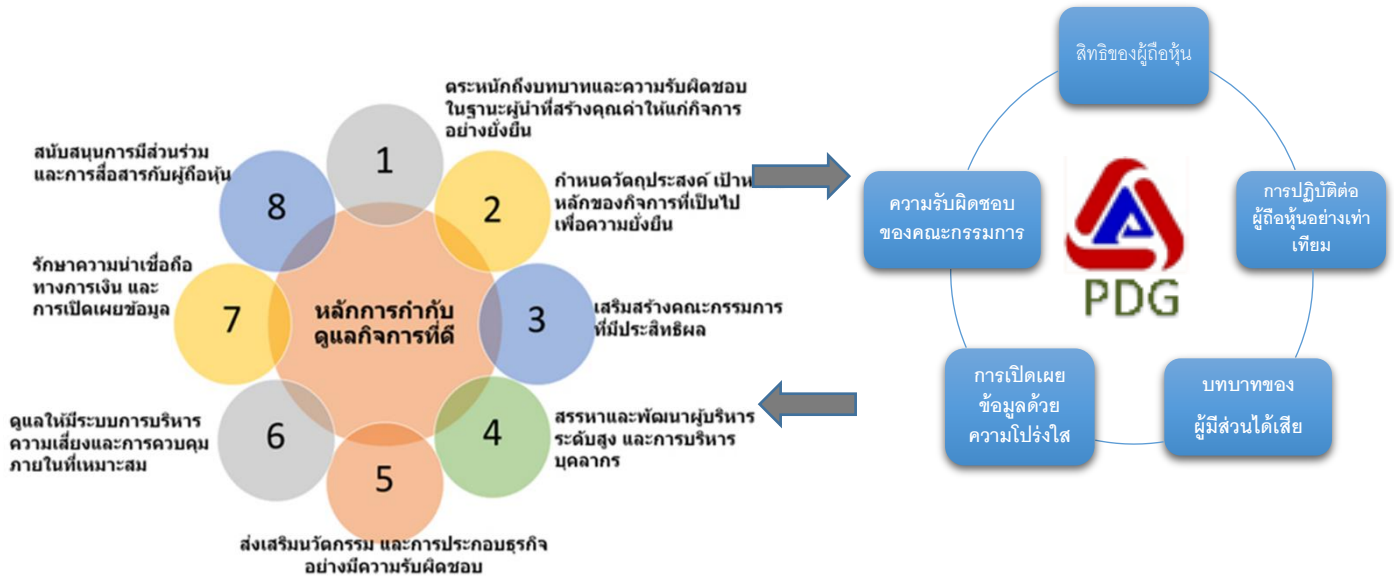 1
ตระหนักถึงบทบาทและความรับผิดชอบ
ในฐานะผู้นำที่สร้างคุณค่าให้แก่กิจการ
อย่างยั่งยืน
2
กำหนดวัตถุประสงค์ เป้าห
หลักของกิจการที่เป็นไป
เพื่อความยั่งยืน
3
เสริมสร้างคณะกรรมการ
ที่มีประสิทธิผล
4
สรรหาและพัฒนาผู้บริหาร
ระดับสูง และการบริหาร
บุคลากร
5
ส่งเสริมนวัตกรรม และการประกอบธุรกิจ
อย่างมีความรับผิดชอบ
6
ดูแลให้มีระบบการบริหาร
ความเสี่ยงและการควบคุม
ภายในที่เหมาะสม
7
รักษาความน่าเชื่อถือ
ทางการเงิน และ
การเปิดเผยข้อมูล
8
สนับสนุนการมีส่วนร่วม
และการสื่อสารกับผู้ถือหุ้น
หลักการกำกับ
ดูแลกิจการที่ดี
สิทธิของผู้ถือหุ้น
การปฏิบัติต่อ
ผู้ถือหุ้นอย่างเท่า
เทียม
บทบาทของ
ผู้มีส่วนได้เสีย
การเปิดเผย
ข้อมูลด้วย
ความโปร่งใส
ความรับผิดชอบ
ของคณะกรรมการ
PDG